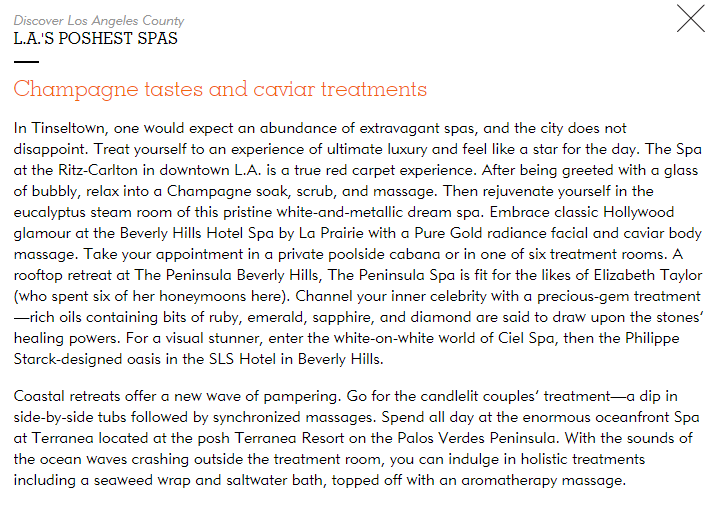 Discover Los Angeles County
L.A.'S POSHEST SPAS
Champagne tastes and caviar treatments
In Tinseltown, one would expect an abundance of extravagant spas, and the city does not
disappoint. Treat yourself to an experience of ultimate luxury and feel like a star for the day. The Spa
at the Ritz-Carlton in downtown L.A. is a true red carpet experience. After being greeted with a glass
of bubbly, relax into a Champagne soak, scrub, and massage. Then rejuvenate yourself in the
eucalyptus steam room of this pristine white-and-metallic dream spa. Embrace classic Hollywood
glamour at the Beverly Hills Hotel Spa by La Prairie with a Pure Gold radiance facial and caviar body
massage. Take your appointment in a private poolside cabana or in one of six treatment rooms. A
rooftop retreat at The Peninsula Beverly Hills, The Peninsula Spa is fit for the likes of Elizabeth Taylor
(who spent six of her honeymoons here). Channel your inner celebrity with a precious-gem treatment
—rich oils containing bits of ruby, emerald, sapphire, and diamond are said to draw upon the stones’
healing powers. For a visual stunner, enter the white-on-white world of Ciel Spa, then the Philippe
Starck-designed oasis in the SLS Hotel in Beverly Hills.
Coastal retreats offer a new wave of pampering. Go for the candlelit couples’ treatment—a dip in
side-by-side tubs followed by synchronized massages. Spend all day at the enormous oceanfront Spa
at Terranea located at the posh Terranea Resort on the Palos Verdes Peninsula. With the sounds of
the ocean waves crashing outside the treatment room, you can indulge in holistic treatments
including a seaweed wrap and saltwater bath, topped off with an aromatherapy massage.